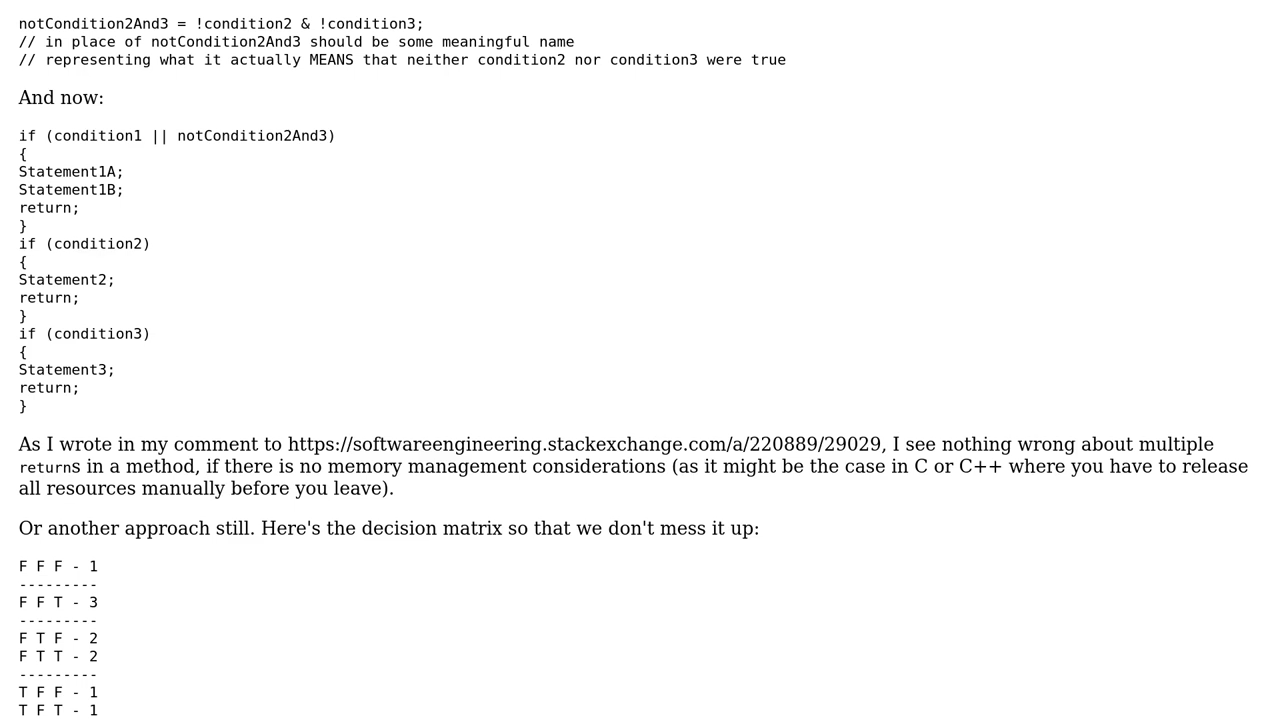 notCondition2And3 = !condition2 & !condition3;
// in place of notCondition2And3 should be some meaningful name
// representing what it actually MEANS that neither condition2 nor condition3 were true
And now:
if (condition1 || notCondition2And3)
{
Statement1A;
Statement1B;
return;
}
if (condition2)
{
Statement2;
return;
}
if (condition3)
{
Statement3;
return;
}
As I wrote in my comment to https://softwareengineering.stackexchange.com/a/220889/29029, I see nothing wrong about multiple
returns in a method, if there is no memory management considerations (as it might be the case in C or C++ where you have to release
all resources manually before you leave).
Or another approach still. Here's the decision matrix so that we don't mess it up:
F F F - 1
---------
F F T - 3
---------
F T F - 2
F T T - 2
---------
T F F - 1
T F T - 1